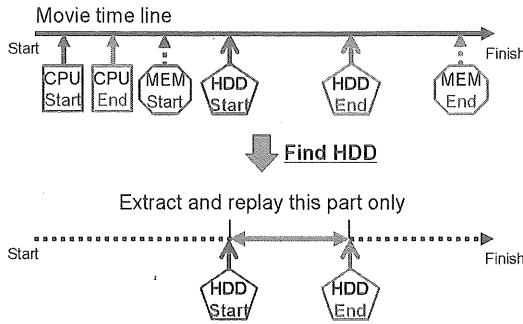 Movie time line
Start
Finish
CPU
Start
CPU
End
MEM
Start
HDD
Start
HDD
End
MEM
End
Find HDD
Extract and replay this part only
Start
Finish
HDD
Start
HDD
End